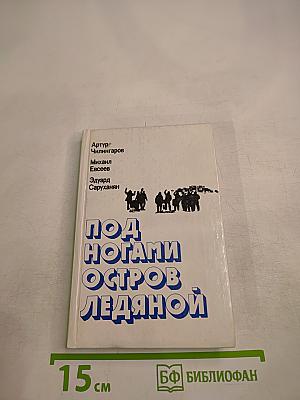 Артур
Чилингаров
Михаил
Евсеев
Эдуард
Саруханян
ПОД
НОГАМИ
ОСТРОВ
ЛЕДЯНОЙ
15 см
БФ БИБЛИОФАН